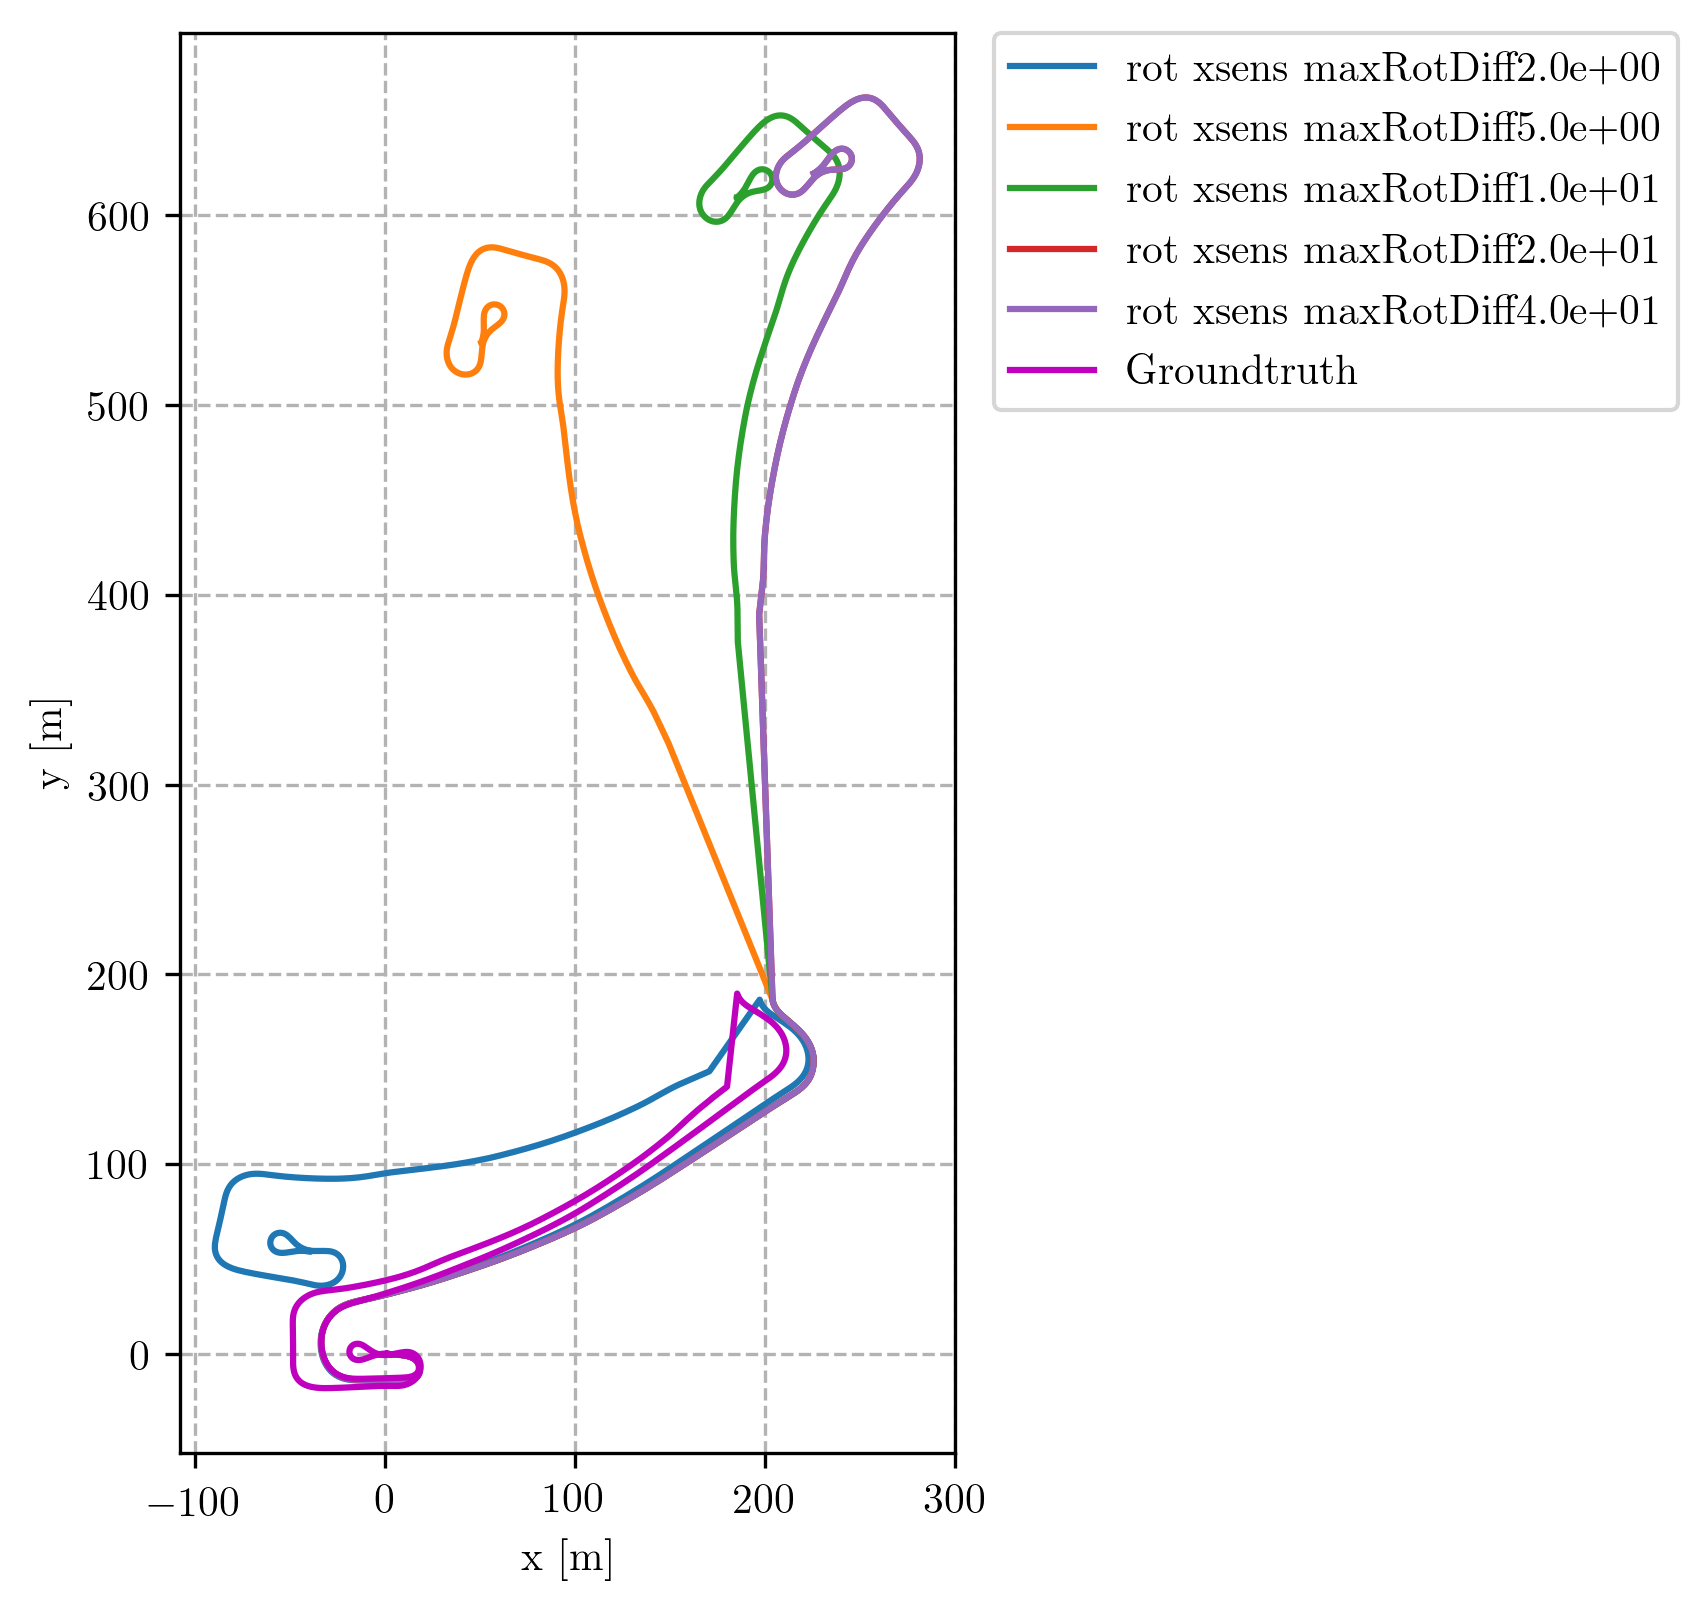 rot xsens maxRotDiff2.0e+00
rot xsens maxRotDiff5.0e+00
rot xsens maxRotDiff1.0e+01
rot xsens maxRotDiff2.0e+01
rot xsens maxRotDiff4.0e+01
Groundtruth
600
500
400
300
200
100
0
y [m]
−100 0 100 200 300
x [m]